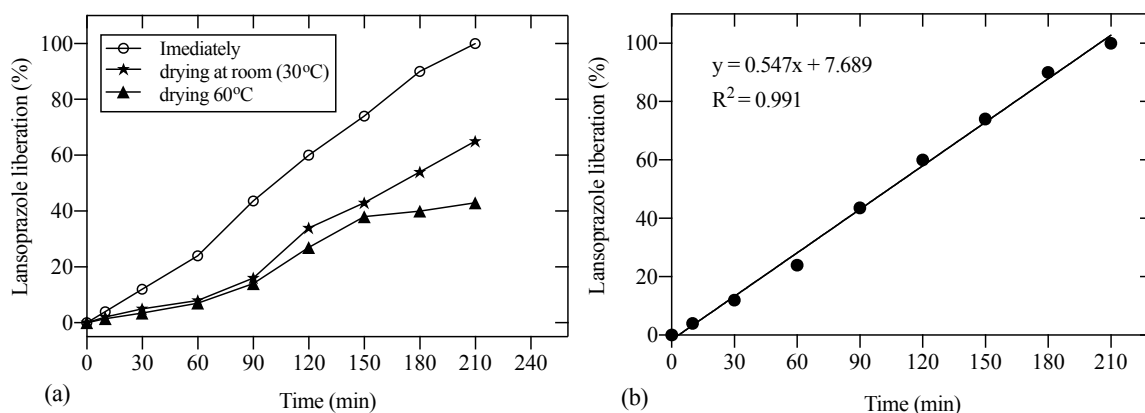 Lansoprazole liberation (%)
100
80
60
40
20
0
Imediately
drying at room (30°C)
drying 60°C
0 30 60 90 120 150 180 210 240
(a)
Time (min)
Lansoprazole liberation (%)
100
80
60
40
20
0
y = 0.547x + 7.689
R² = 0.991
0 30 60 90 120 150 180 210
(b)
Time (min)